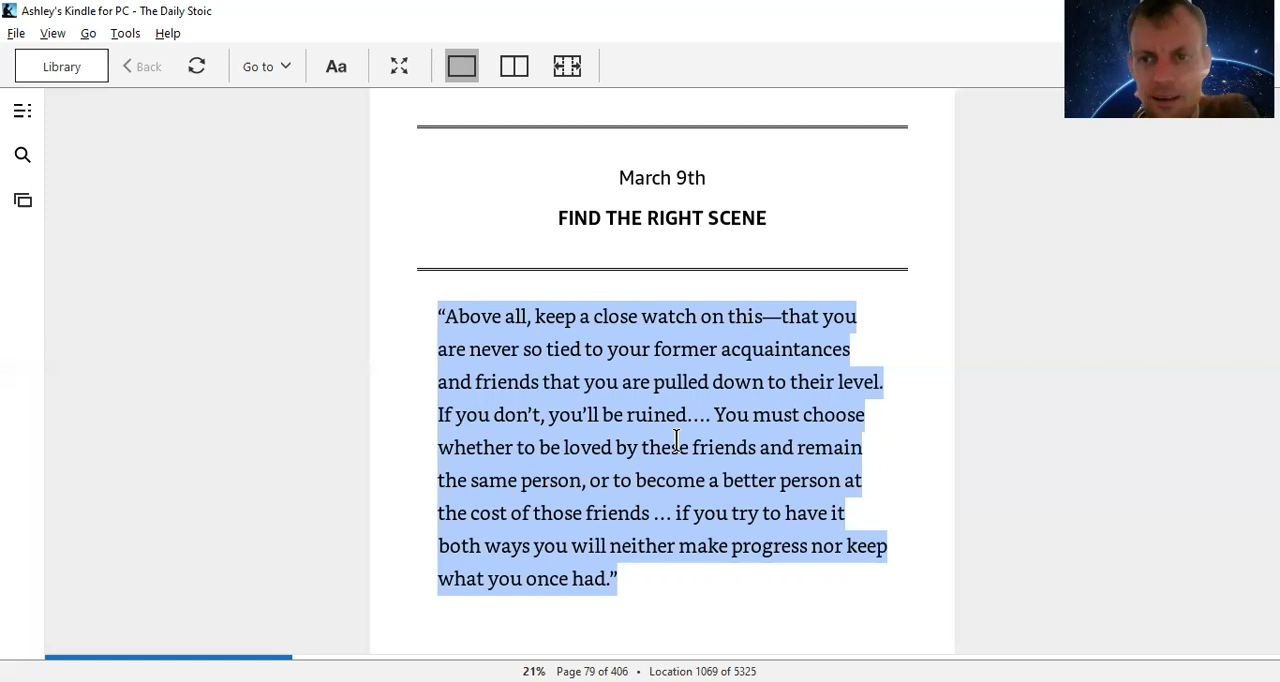 Ashley's Kindle for PC - The Daily Stoic
File View Go Tools Help
Library Back Go to Aa
March 9th
FIND THE RIGHT SCENE
“Above all, keep a close watch on this—that you
are never so tied to your former acquaintances
and friends that you are pulled down to their level.
If you don’t, you’ll be ruined.... You must choose
whether to be loved by these friends and remain
the same person, or to become a better person at
the cost of those friends ... if you try to have it
both ways you will neither make progress nor keep
what you once had.”
21% Page 79 of 406 • Location 1069 of 5325